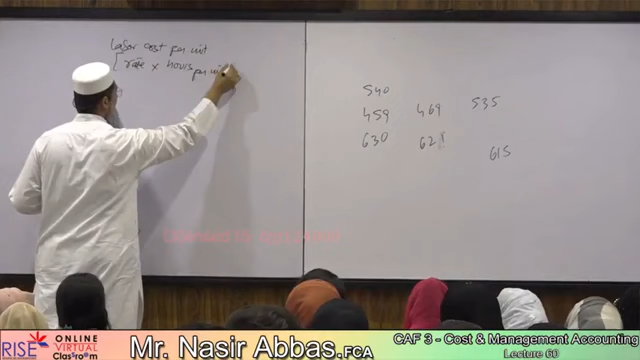 Labor cost per unit
{ rate x hours
per unit
540
459 469 535
630 628
615
RISE
ONLINE
VIRTUAL
Classroom
Mr. Nasir Abbas, FCA
CAF 3 - Cost & Management Accounting
Lecture 60